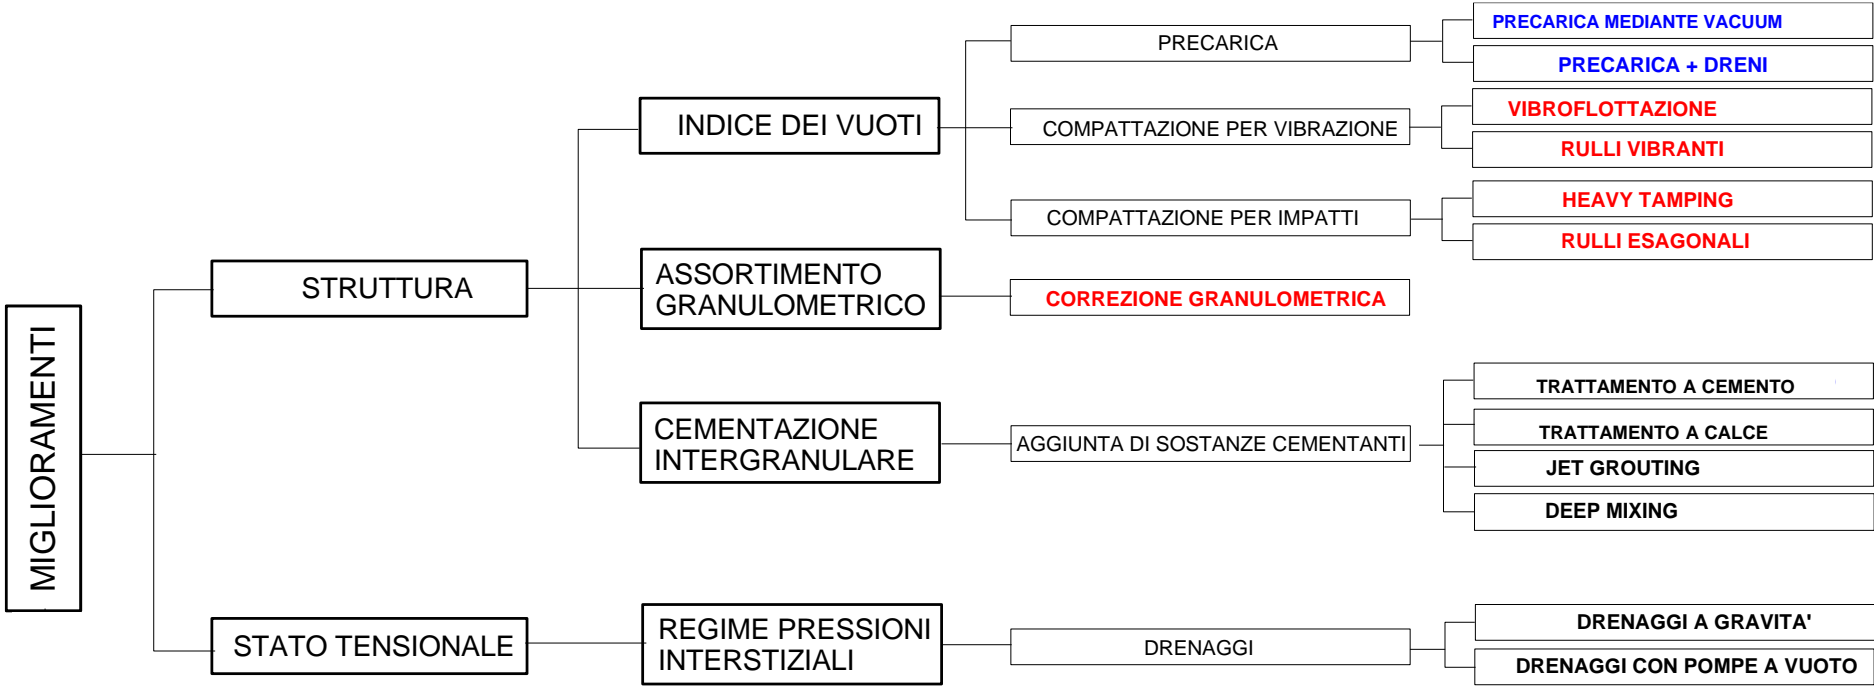 MIGLIORAMENTI
STRUTTURA
INDICE DEI VUOTI
PRECARICA
PRECARICA MEDIANTE VACUUM
PRECARICA + DRENI
COMPATTAZIONE PER VIBRAZIONE
VIBROFLOTTAZIONE
RULLI VIBRANTI
COMPATTAZIONE PER IMPATTI
HEAVY TAMPING
RULLI ESAGONALI
ASSORTIMENTO
GRANULOMETRICO
CORREZIONE GRANULOMETRICA
CEMENTAZIONE
INTERGRANULARE
AGGIUNTA DI SOSTANZE CEMENTANTI
TRATTAMENTO A CEMENTO
TRATTAMENTO A CALCE
JET GROUTING
DEEP MIXING
STATO TENSIONALE
REGIME PRESSIONI
INTERSTIZIALI
DRENAGGI
DRENAGGI A GRAVITA'
DRENAGGI CON POMPE A VUOTO